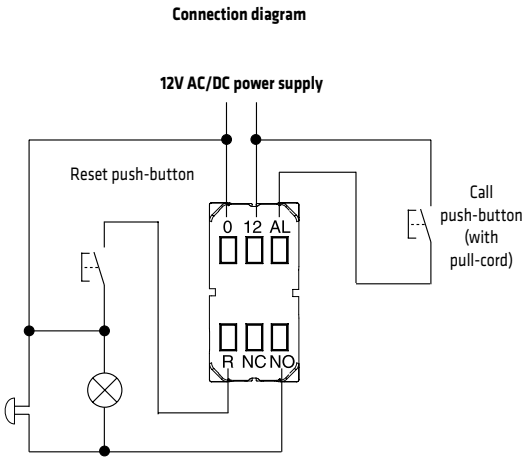 Connection diagram
12V AC/DC power supply
Reset push-button
Call
push-button
(with
pull-cord)
0 12 AL
R NC NO